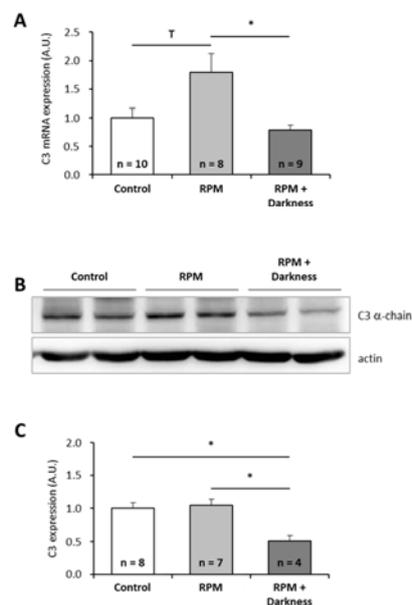 A
C3 mRNA expression (A.U.)
2.5
2.0
1.5
1.0
0.5
0.0
T
*
n = 10
n = 8
n = 9
Control
RPM
RPM +
Darkness
B
Control
RPM
RPM +
Darkness
C3 α-chain
actin
C
C3 expression (A.U.)
2.0
1.5
1.0
0.5
0.0
*
*
n = 8
n = 7
n = 4
Control
RPM
RPM +
Darkness